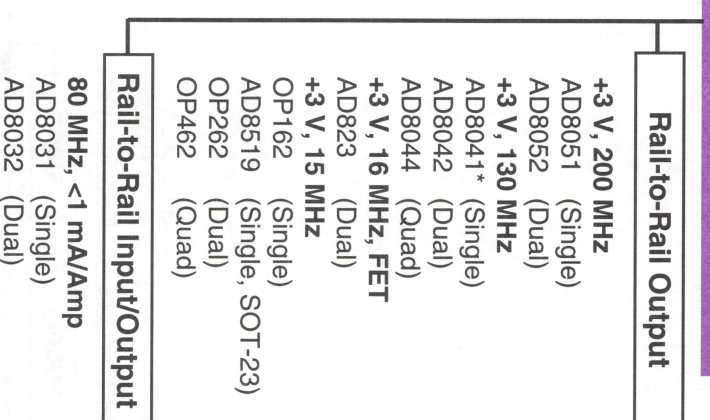 Rail-to-Rail Output
+3 V, 200 MHz
AD8051 (Single)
AD8052 (Dual)
+3 V, 130 MHz
AD8041* (Single)
AD8042 (Dual)
AD8044 (Quad)
+3 V, 16 MHz, FET
AD823 (Dual)
+3 V, 15 MHz
OP162 (Single)
AD8519 (Single, SOT-23)
OP262 (Dual)
OP462 (Quad)
Rail-to-Rail Input/Output
80 MHz, <1 mA/Amp
AD8031 (Single)
AD8032 (Dual)